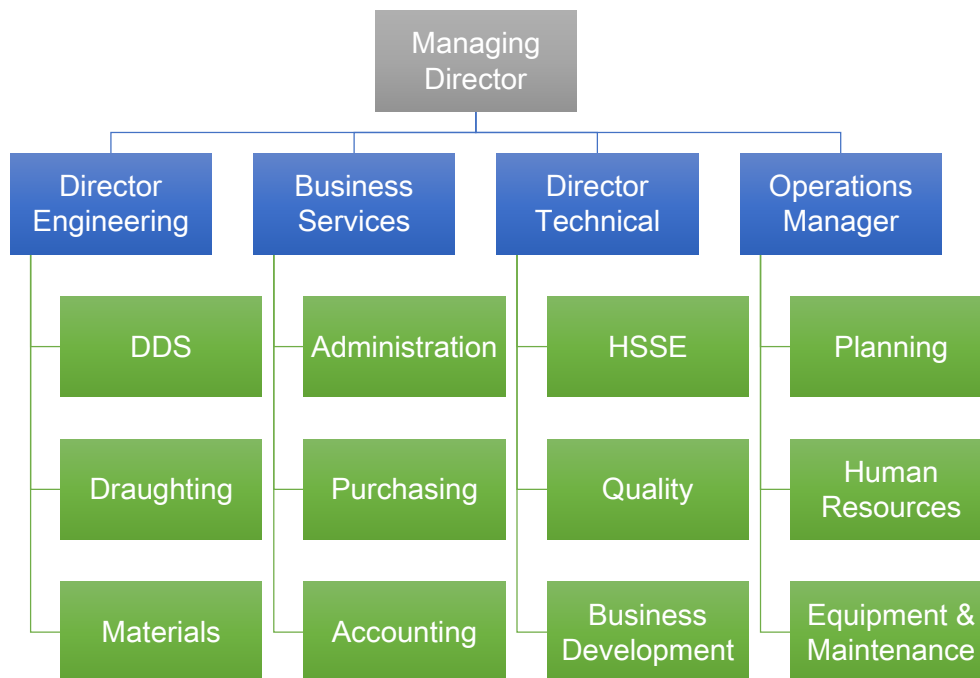 Managing
Director
Director
Engineering
Business
Services
Director
Technical
Operations
Manager
DDS
Administration
HSSE
Planning
Draughting
Purchasing
Quality
Human
Resources
Materials
Accounting
Business
Development
Equipment &
Maintenance